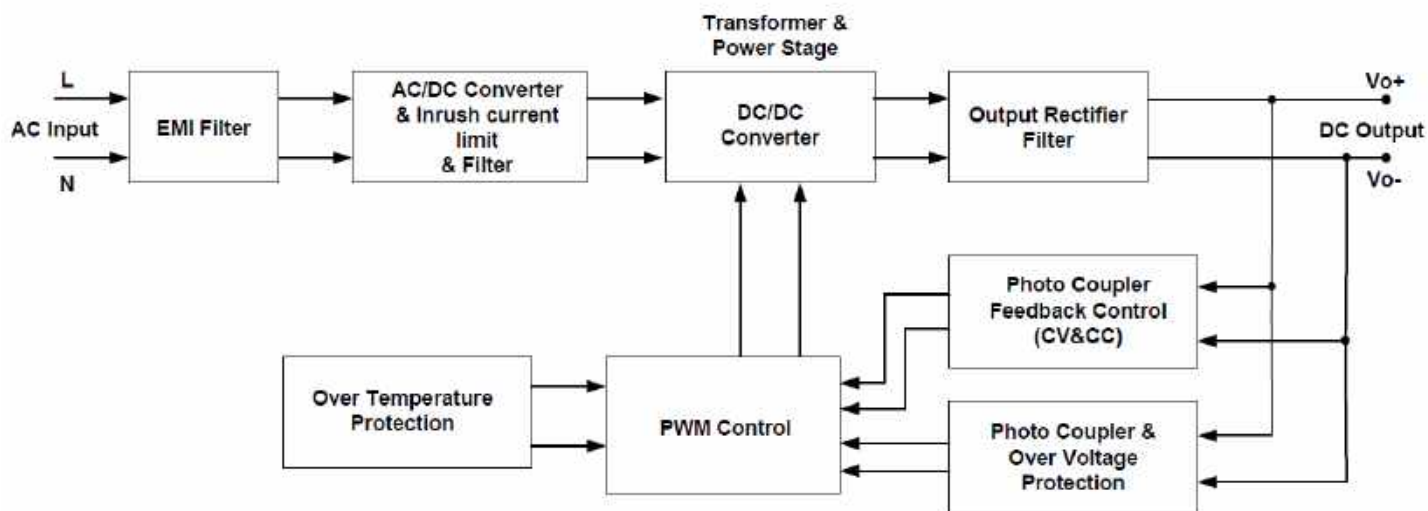 Transformer &
Power Stage
L
AC Input
N
EMI Filter
AC/DC Converter
& Inrush current
limit
& Filter
DC/DC
Converter
Output Rectifier
Filter
Vo+
DC Output
Vo-
Photo Coupler
Feedback Control
(CV&CC)
Over Temperature
Protection
PWM Control
Photo Coupler &
Over Voltage
Protection